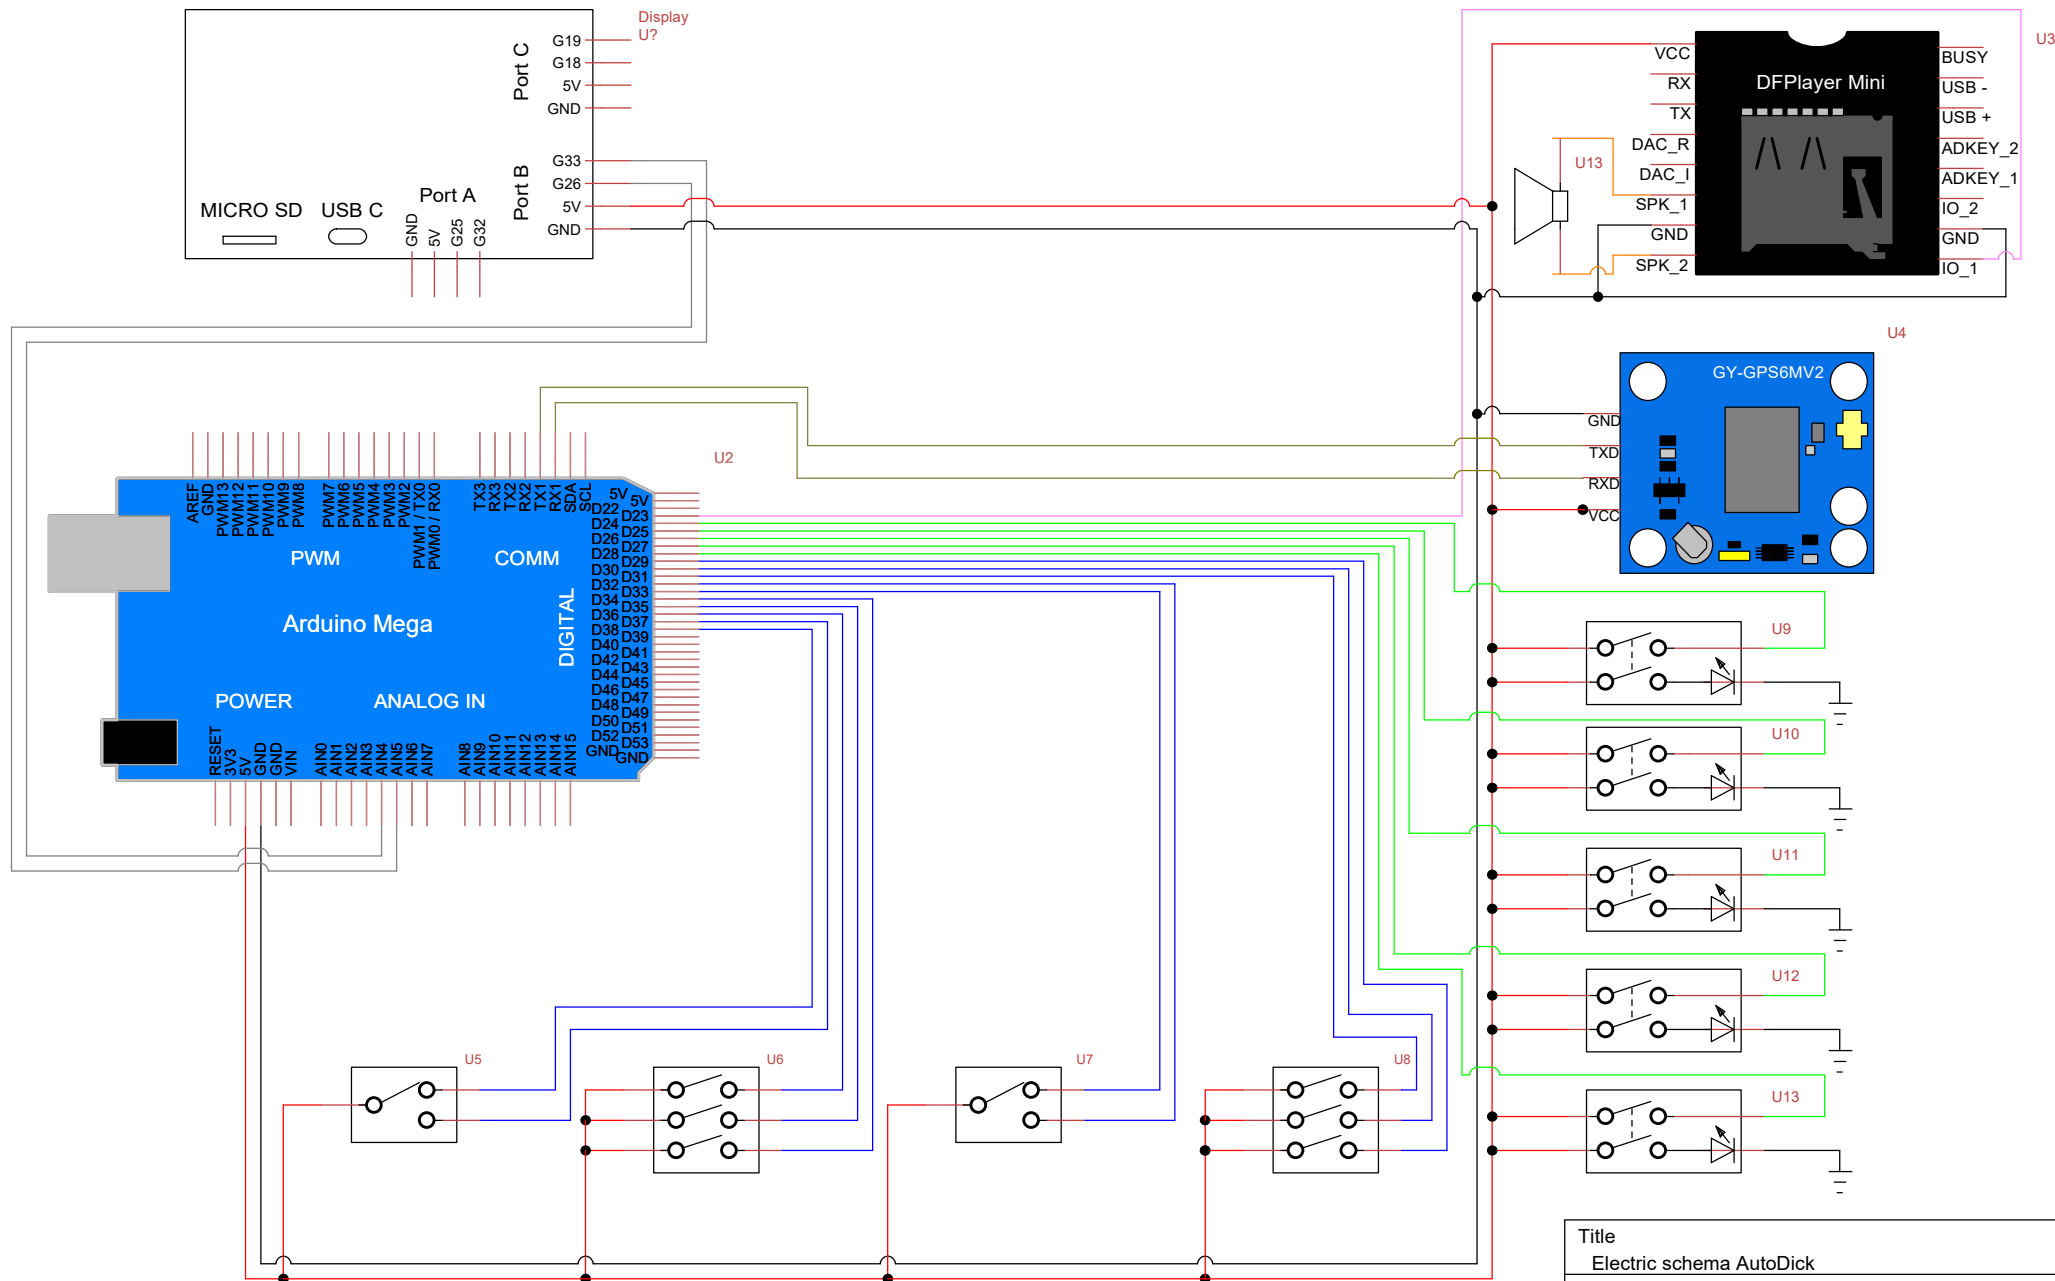 Display
U?
G19
G18
5V
GND
Port C
G33
G26
5V
GND
Port B
MICRO SD
USB C
Port A
GND
5V
G25
G32
U3
DFPlayer Mini
VCC
RX
TX
DAC_R
DAC_I
SPK_1
GND
SPK_2
BUSY
USB -
USB +
ADKEY_2
ADKEY_1
IO_2
GND
IO_1
U13
U4
GY-GPS6MV2
GND
TXD
RXD
VCC
U2
AREF
GND
PWM13
PWM12
PWM11
PWM10
PWM9
PWM8
PWM7
PWM6
PWM5
PWM4
PWM3
PWM2
PWM1 / TX0
PWM0 / RX0
TX3
RX3
TX2
RX2
TX1
RX1
SDA
SCL
PWM
COMM
Arduino Mega
DIGITAL
POWER
ANALOG IN
5V
5V
D22
D23
D24
D25
D26
D27
D28
D29
D30
D31
D32
D33
D34
D35
D36
D37
D38
D39
D40
D41
D42
D43
D44
D45
D46
D47
D48
D49
D50
D51
D52
D53
GND
GND
RESET
3V3
5V
GND
GND
VIN
AIN0
AIN1
AIN2
AIN3
AIN4
AIN5
AIN6
AIN7
AIN8
AIN9
AIN10
AIN11
AIN12
AIN13
AIN14
AIN15
U9
U10
U11
U12
U13
U5
U6
U7
U8
Title
Electric schema AutoDick